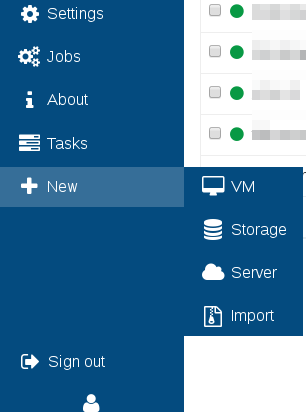 Settings
Jobs
About
Tasks
New
VM
Storage
Server
Import
Sign out